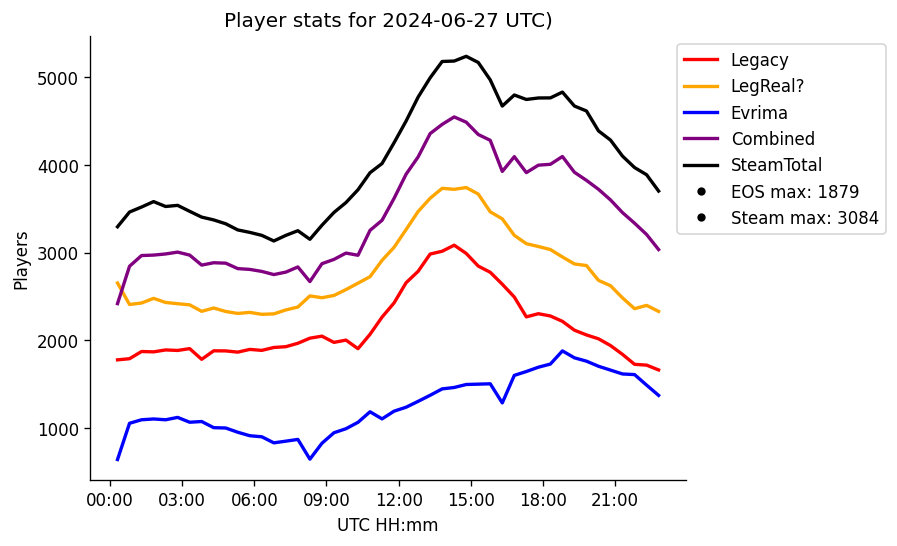 Player stats for 2024-06-27 UTC)
Legacy
LegReal?
Evrima
Combined
SteamTotal
EOS max: 1879
Steam max: 3084
5000
4000
3000
2000
1000
Players
00:00 03:00 06:00 09:00 12:00 15:00 18:00 21:00
UTC HH:mm